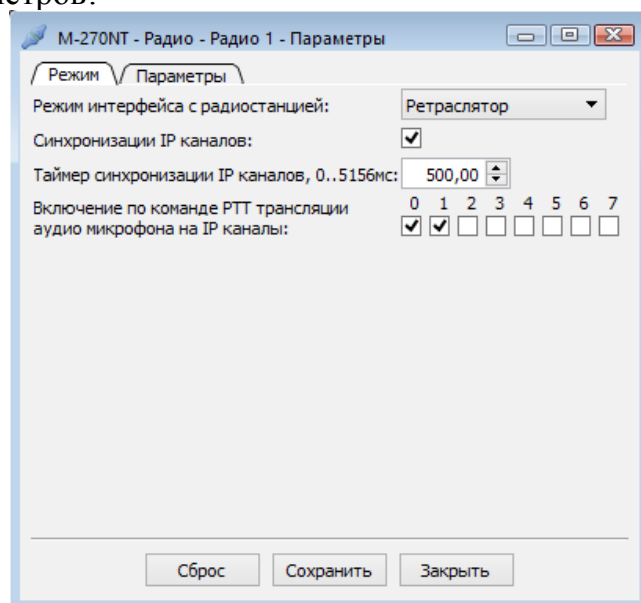 етров:
М-270NT - Радио - Радио 1 - Параметры
Режим Параметры
Режим интерфейса с радиостанцией: Ретраслятор
Синхронизации IP каналов:
Таймер синхронизации IP каналов, 0..5156мс: 500,00
Включение по команде РТТ трансляции 0 1 2 3 4 5 6 7
аудио микрофона на IP каналы:
Сброс Сохранить Закрыть